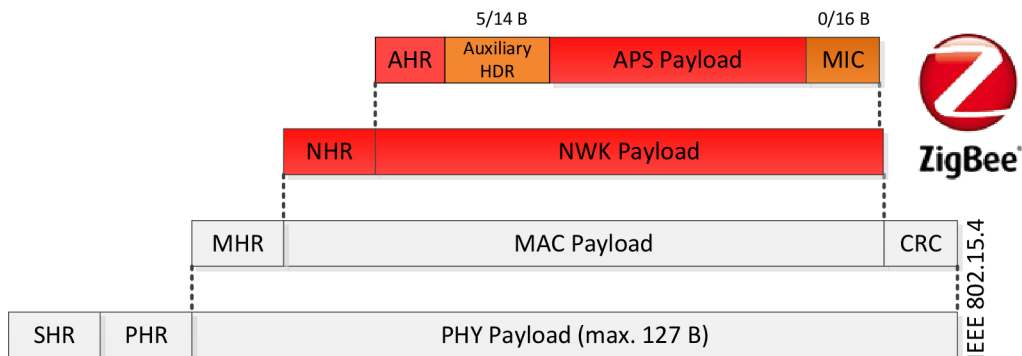 5/14 B
0/16 B
AHR
Auxiliary
HDR
APS Payload
MIC
ZigBee
NHR
NWK Payload
MHR
MAC Payload
CRC
IEEE 802.15.4
SHR
PHR
PHY Payload (max. 127 B)